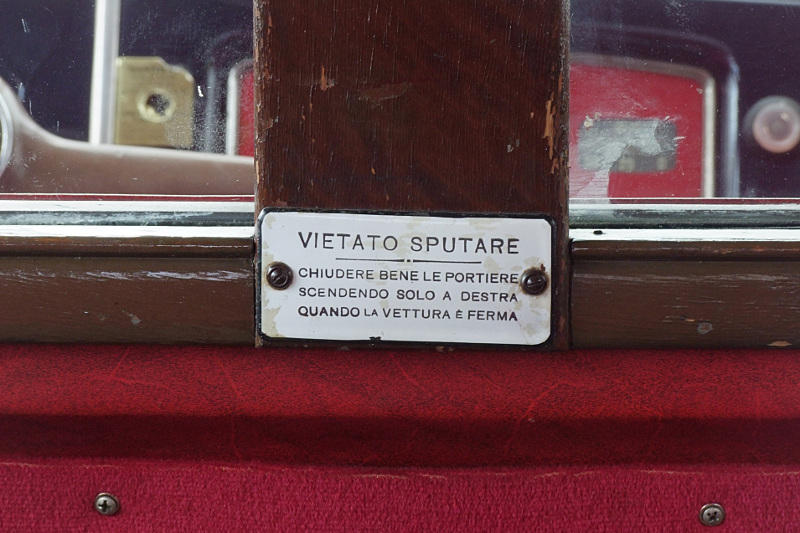 VIETATO SPUTARE
CHIUDERE BENE LE PORTIERE
SCENDENDO SOLO A DESTRA
QUANDO LA VETTURA È FERMA